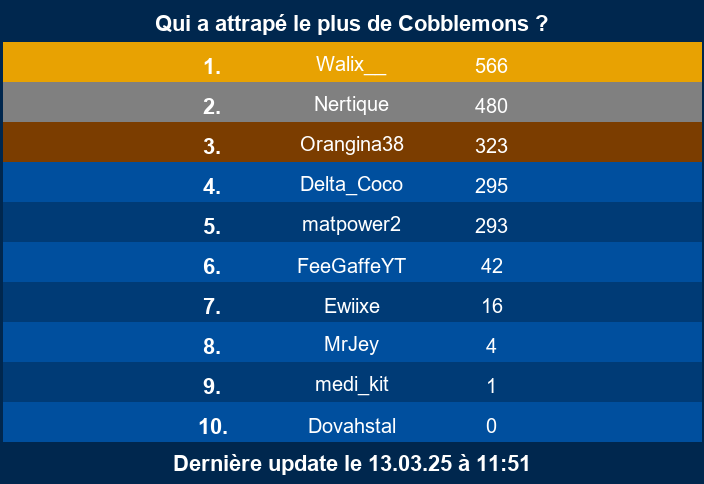 Qui a attrapé le plus de Cobblemons ?
1. Walix__ 566
2. Nertique 480
3. Orangina38 323
4. Delta_Coco 295
5. matpower2 293
6. FeeGaffeYT 42
7. Ewiixe 16
8. MrJey 4
9. medi_kit 1
10. Dovahstal 0
Dernière update le 13.03.25 à 11:51